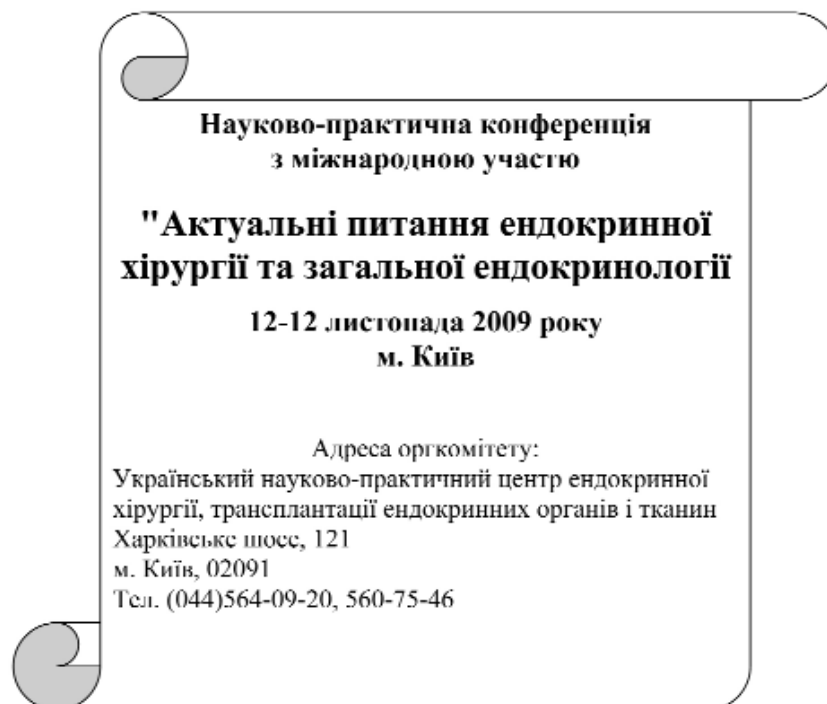 Науково-практична конференція
з міжнародною участю
"Актуальні питання ендокринної
хірургії та загальної ендокринології
12-12 листопада 2009 року
м. Київ
Адреса оргкомітету:
Український науково-практичний центр ендокринної
хірургії, трансплантації ендокринних органів і тканин
Харківське шосе, 121
м. Київ, 02091
Тел. (044)564-09-20, 560-75-46